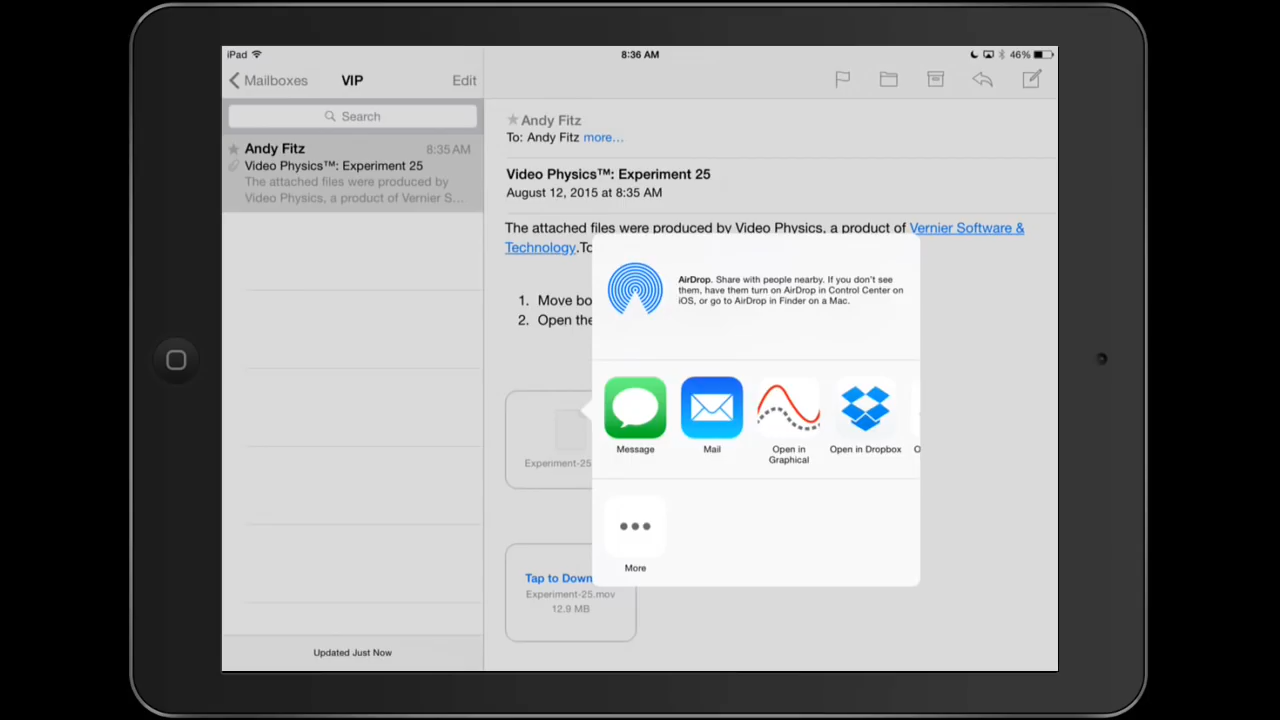 iPad
8:36 AM
46%
Mailboxes
VIP
Edit
Search
Andy Fitz
8:35 AM
Video Physics™: Experiment 25
The attached files were produced by
Video Physics, a product of Vernier S...
Updated Just Now
Andy Fitz
To: Andy Fitz more...
Video Physics™: Experiment 25
August 12, 2015 at 8:35 AM
The attached files were produced by Video Physics, a product of Vernier Software &
Technology.To
1. Move bo
2. Open the
Experiment-25
Tap to Down
Experiment-25.mov
12.9 MB
AirDrop. Share with people nearby. If you don't see
them, have them turn on AirDrop in Control Center on
iOS, or go to AirDrop in Finder on a Mac.
Message
Mail
Open in
Graphical
Open in Dropbox
More